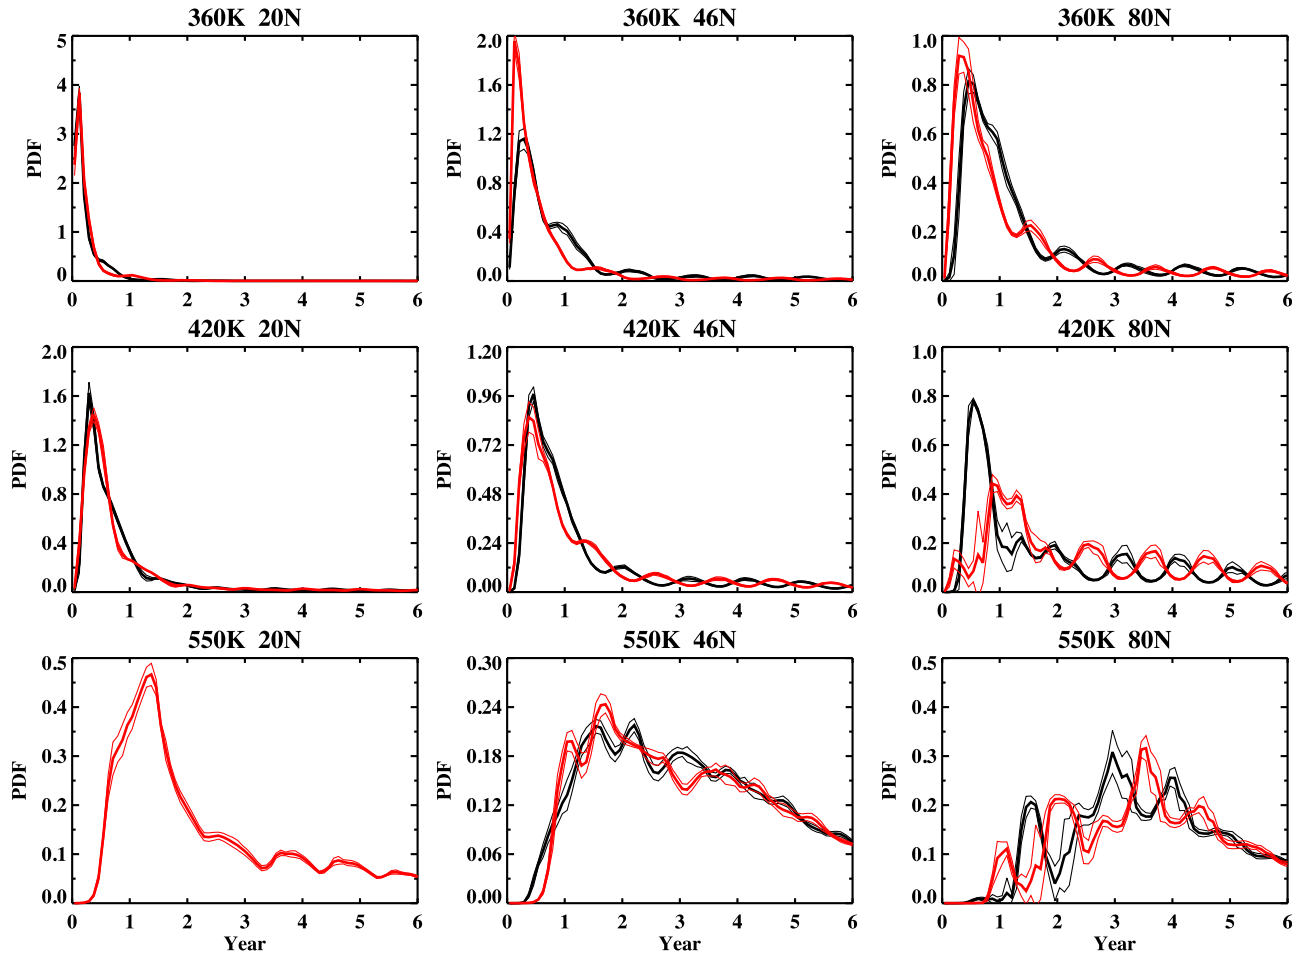 360K 20N
360K 46N
360K 80N
PDF
5
4
3
2
1
0
0 1 2 3 4 5 6
PDF
2.0
1.6
1.2
0.8
0.4
0.0
0 1 2 3 4 5 6
PDF
1.0
0.8
0.6
0.4
0.2
0.0
0 1 2 3 4 5 6
420K 20N
420K 46N
420K 80N
PDF
2.0
1.6
1.2
0.8
0.4
0.0
0 1 2 3 4 5 6
PDF
1.20
0.96
0.72
0.48
0.24
0.00
0 1 2 3 4 5 6
PDF
1.0
0.8
0.6
0.4
0.2
0.0
0 1 2 3 4 5 6
550K 20N
550K 46N
550K 80N
PDF
0.5
0.4
0.3
0.2
0.1
0.0
0 1 2 3 4 5 6
Year
PDF
0.30
0.24
0.18
0.12
0.06
0.00
0 1 2 3 4 5 6
Year
PDF
0.5
0.4
0.3
0.2
0.1
0.0
0 1 2 3 4 5 6
Year